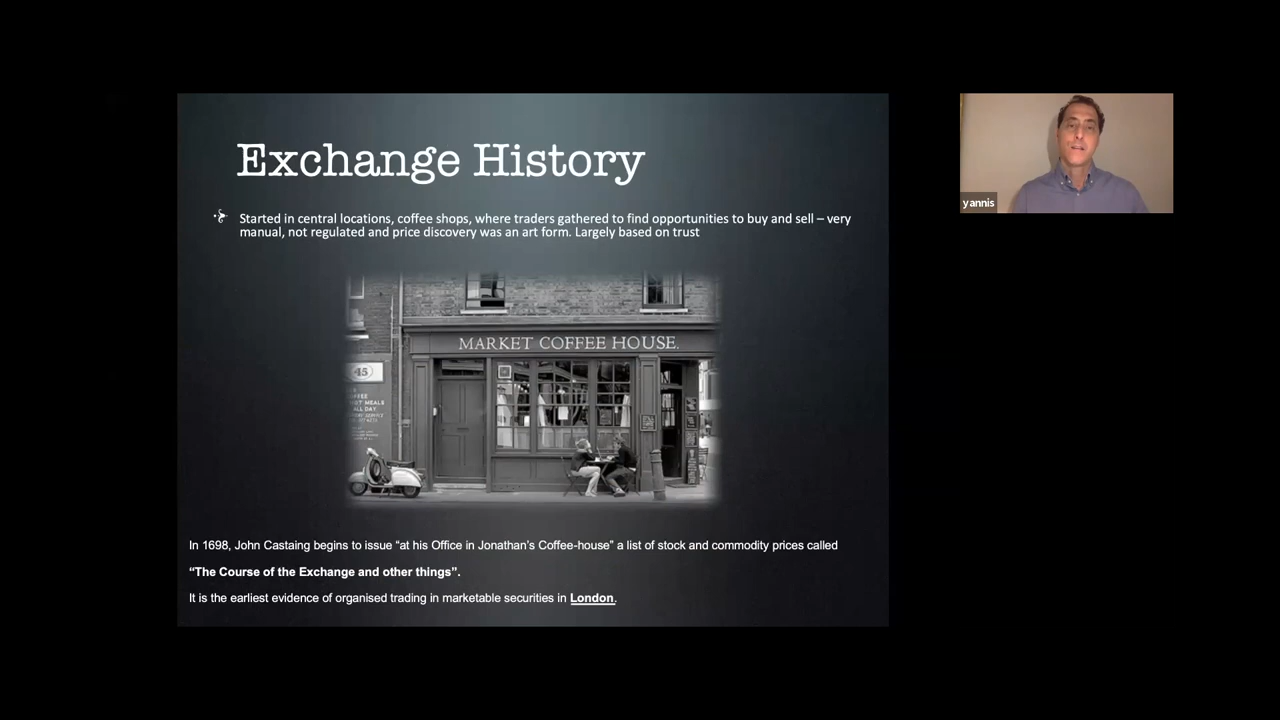 Exchange History
Started in central locations, coffee shops, where traders gathered to find opportunities to buy and sell – very
manual, not regulated and price discovery was an art form. Largely based on trust
MARKET COFFEE HOUSE.
45
MEALS
ALL DAY
In 1698, John Castaing begins to issue “at his Office in Jonathan’s Coffee-house” a list of stock and commodity prices called
“The Course of the Exchange and other things”.
It is the earliest evidence of organised trading in marketable securities in London.
yannis